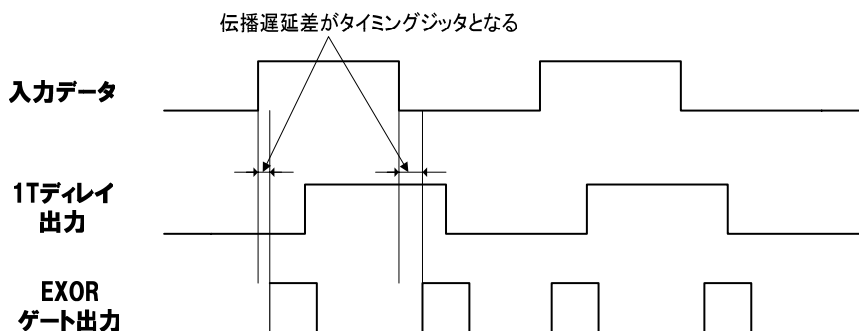 伝播遅延差がタイミングジッタとなる
入力データ
1Tディレイ
出力
EXOR
ゲート出力